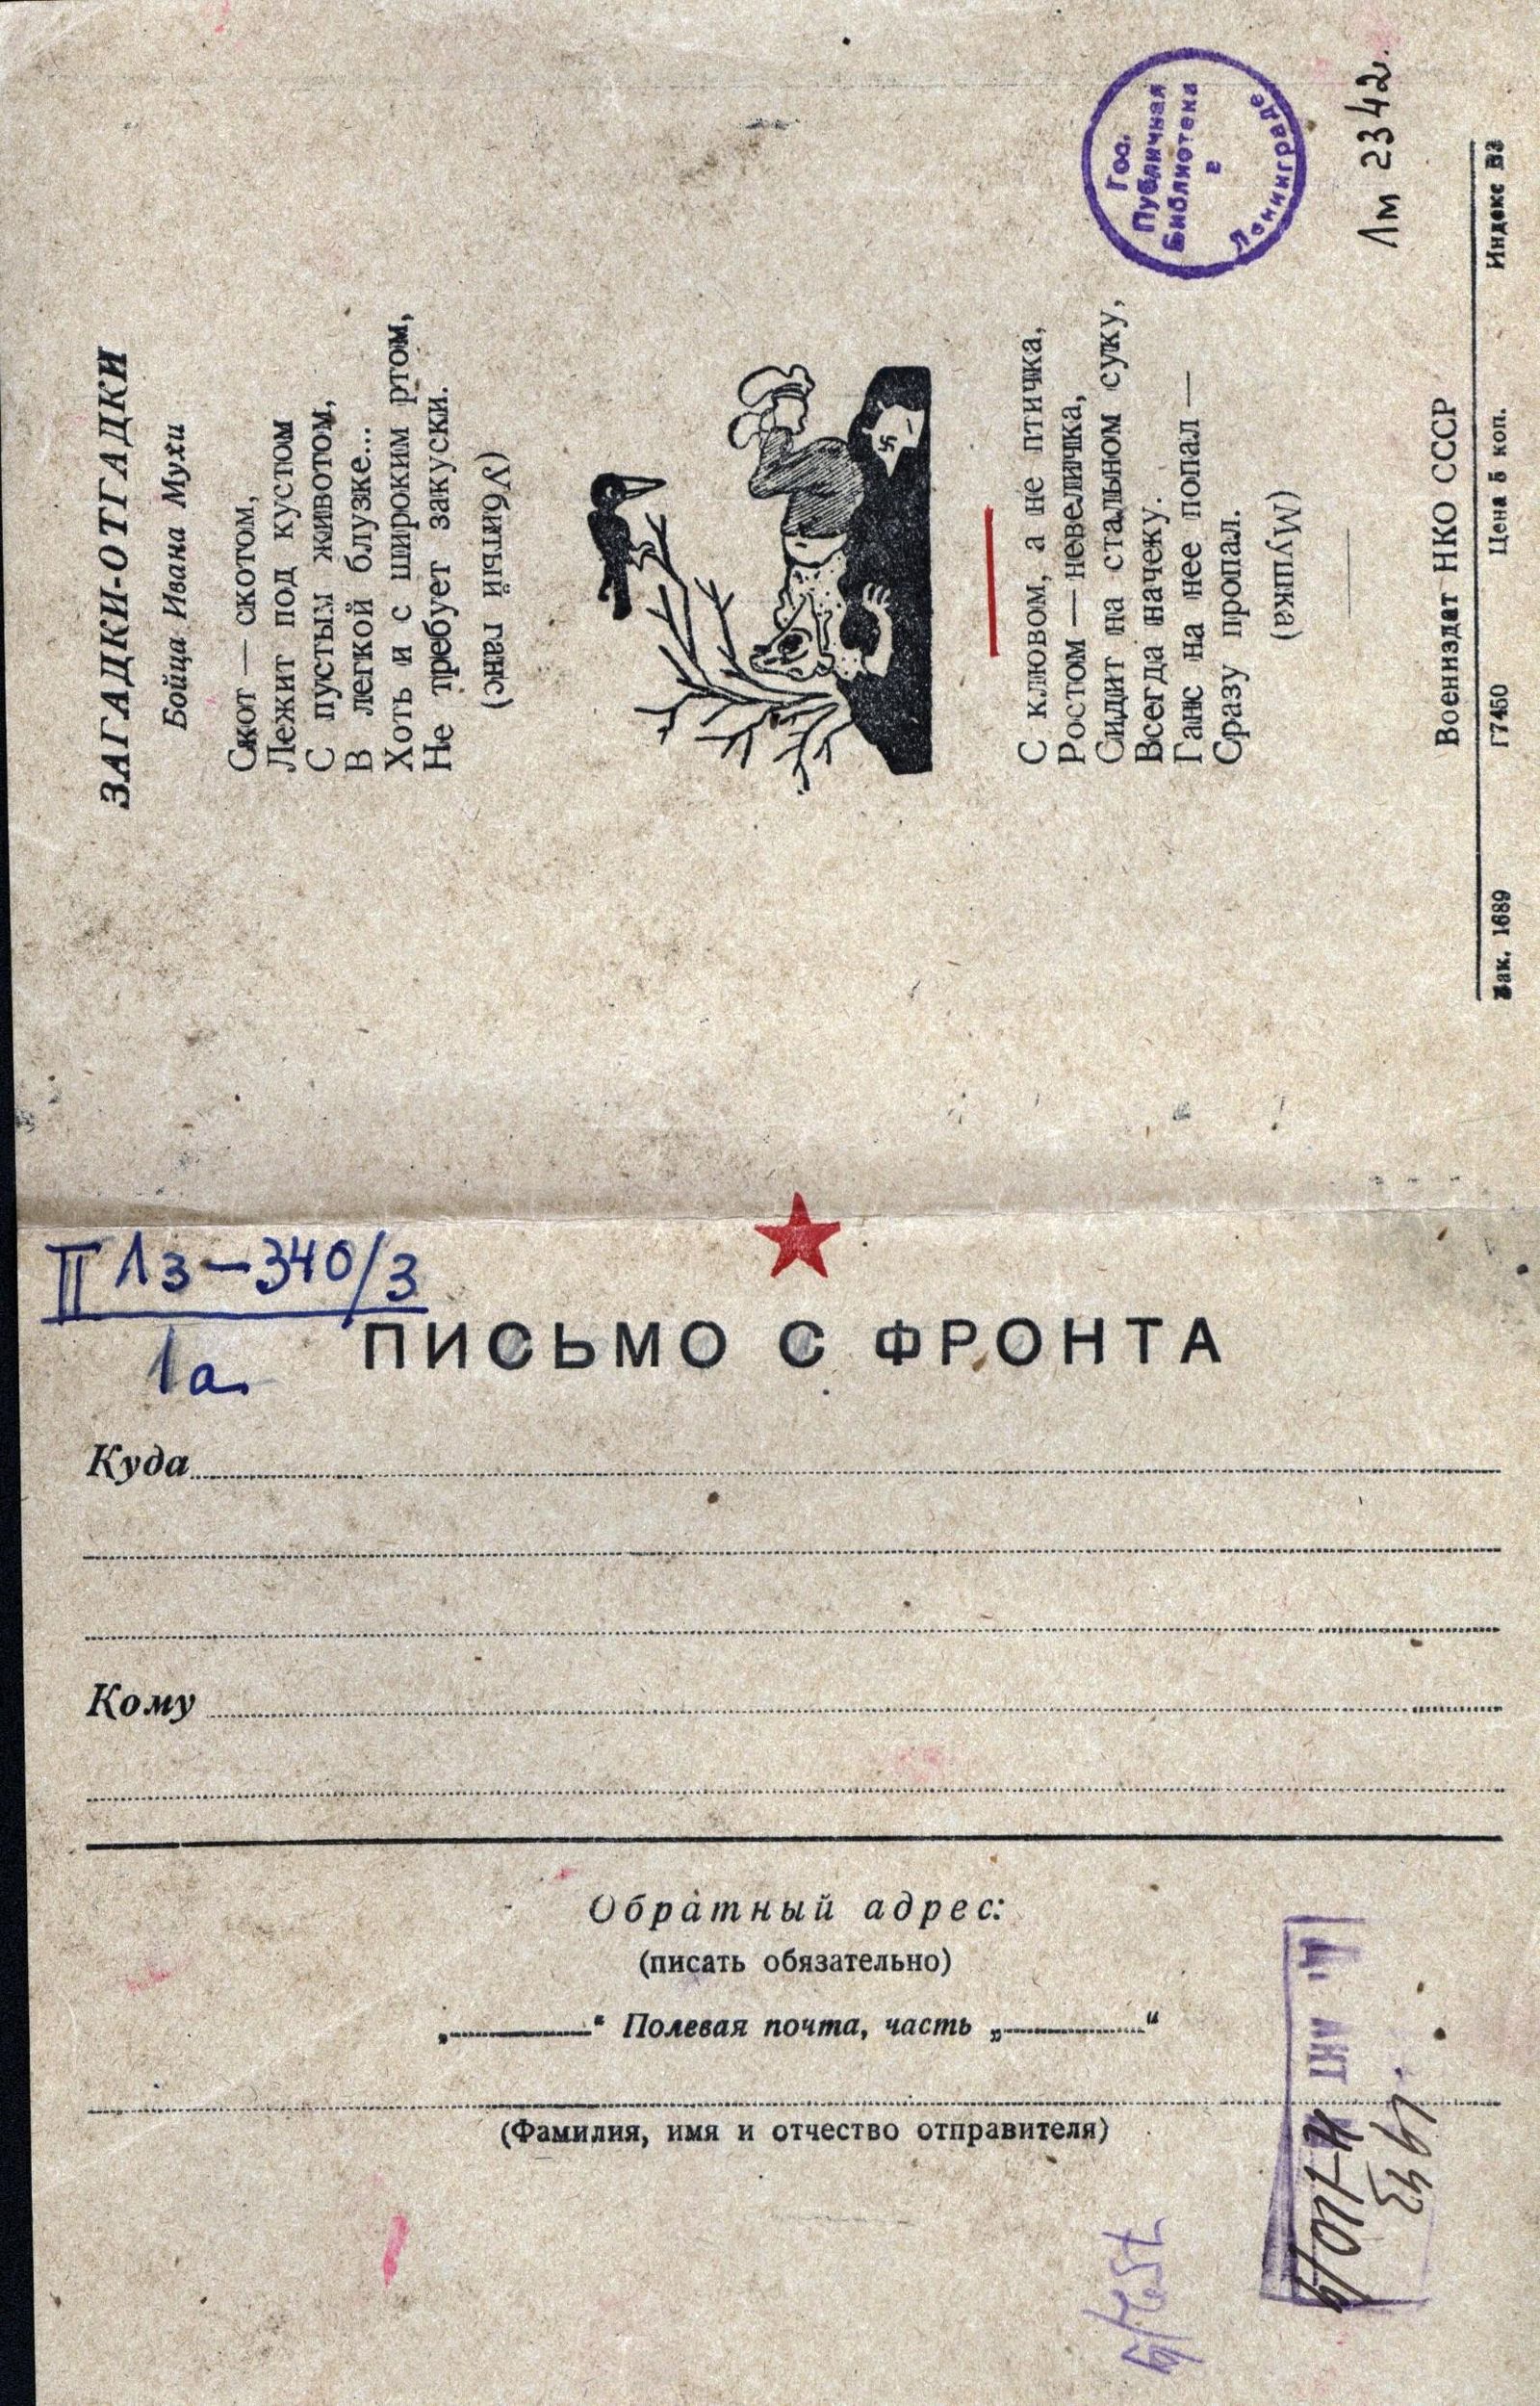 ЗАГАДКИ-ОТГАДКИ
Бойца Ивана Мухи
Скот — скотом,
Лежит под кустом
С пустым животом,
В легкой блузке...
Хоть и с широким ртом,
Не требует закуски.
(Убитый ганс)
С клювом, а не птичка,
Ростом — невеличка,
Сидит на стальном суку,
Всегда начеку.
Ганс на нее попал —
Сразу пропал.
(Мушка)
Гос.
Публичная
Библиотека
в
Ленинграде
Лм 2342.
Воениздат НКО СССР
Зак. 1689 Г7450 Цена 5 коп. Индекс В3
II Лз-340/3
1а
ПИСЬМО С ФРОНТА
Куда
Кому
Обратный адрес:
(писать обязательно)
„ “ Полевая почта, часть „ “
(Фамилия, имя и отчество отправителя)